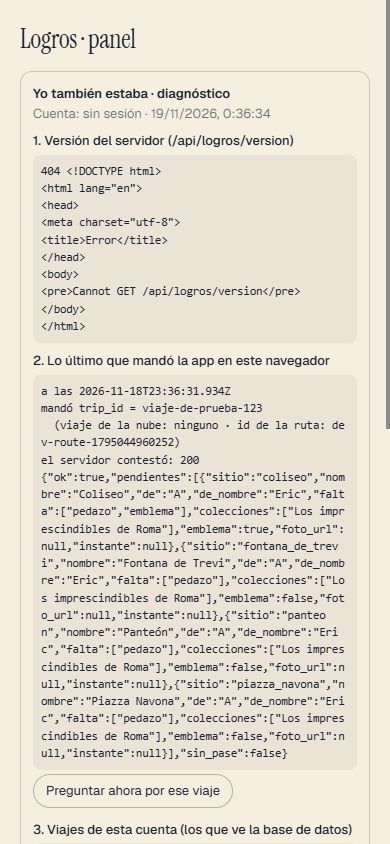 Logros · panel
Yo también estaba · diagnóstico
Cuenta: sin sesión · 19/11/2026, 0:36:34
1. Versión del servidor (/api/logros/version)
404 <!DOCTYPE html>
<html lang="en">
<head>
<meta charset="utf-8">
<title>Error</title>
</head>
<body>
<pre>Cannot GET /api/logros/version</pre>
</body>
</html>
2. Lo último que mandó la app en este navegador
a las 2026-11-18T23:36:31.934Z
mandó trip_id = viaje-de-prueba-123
(viaje de la nube: ninguno · id de la ruta: de
v-route-1795044960252)
el servidor contestó: 200
{"ok":true,"pendientes":[{"sitio":"coliseo","nom
bre":"Coliseo","de":"A","de_nombre":"Eric","falt
a":["pedazo","emblema"],"colecciones":["Los impr
escindibles de Roma"],"emblema":true,"foto_url":
null,"instante":null},{"sitio":"fontana_de_trev
i","nombre":"Fontana de Trevi","de":"A","de_nomb
re":"Eric","falta":["pedazo"],"colecciones":["Lo
s imprescindibles de Roma"],"emblema":false,"fot
o_url":null,"instante":null},{"sitio":"panteo
n","nombre":"Panteón","de":"A","de_nombre":"Eri
c","falta":["pedazo"],"colecciones":["Los impres
cindibles de Roma"],"emblema":false,"foto_url":n
ull,"instante":null},{"sitio":"piazza_navona","n
ombre":"Piazza Navona","de":"A","de_nombre":"Eri
c","falta":["pedazo"],"colecciones":["Los impres
cindibles de Roma"],"emblema":false,"foto_url":n
ull,"instante":null}],"sin_pase":false}
Preguntar ahora por ese viaje
3. Viajes de esta cuenta (los que ve la base de datos)